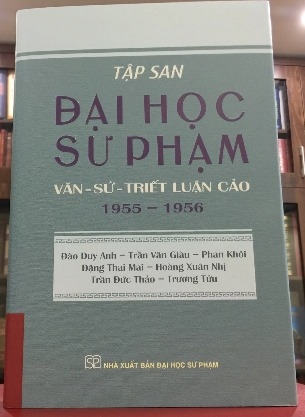 TẬP SAN
ĐẠI HỌC
SƯ PHẠM
VĂN - SỬ - TRIẾT LUẬN CẢO
1955 - 1956
Đào Duy Anh - Trần Văn Giàu - Phan Khôi
Đặng Thai Mai - Hoàng Xuân Nhị
Trần Đức Thảo - Trương Tửu
NHÀ XUẤT BẢN ĐẠI HỌC SƯ PHẠM